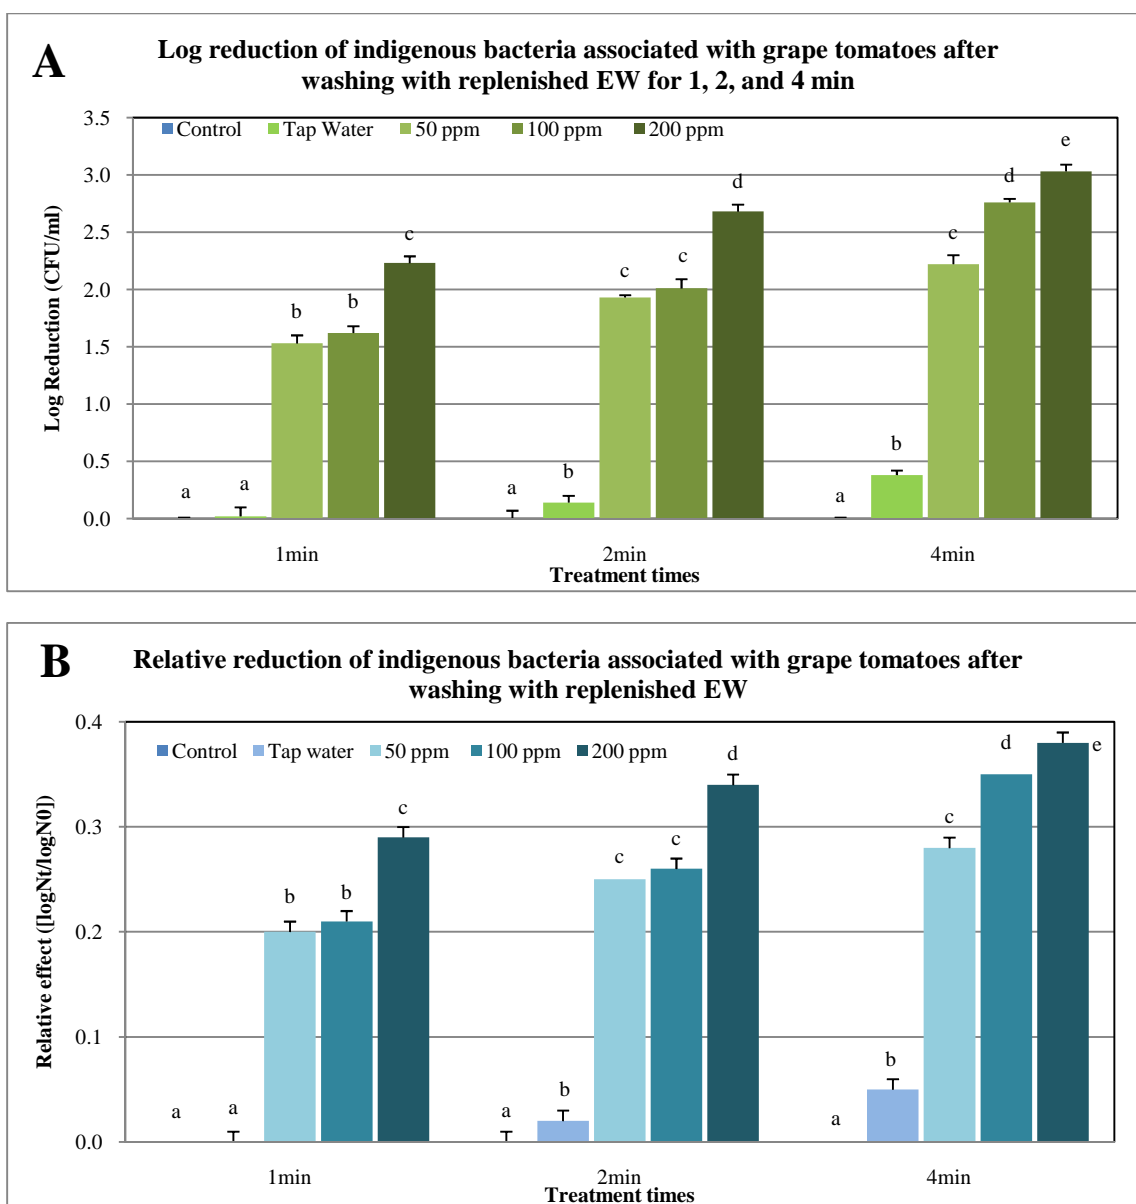 A
Log reduction of indigenous bacteria associated with grape tomatoes after
washing with replenished EW for 1, 2, and 4 min
Control Tap Water 50 ppm 100 ppm 200 ppm
Log Reduction (CFU/ml)
3.5
3.0
2.5
2.0
1.5
1.0
0.5
0.0
a a b b c
a b c c d
a b c d e
1min 2min 4min
Treatment times
B
Relative reduction of indigenous bacteria associated with grape tomatoes after
washing with replenished EW
Control Tap water 50 ppm 100 ppm 200 ppm
Relative effect ([logNt/logN0])
0.4
0.3
0.2
0.1
0.0
a a b b c
a b c c d
a b c d e
1min 2min 4min
Treatment times